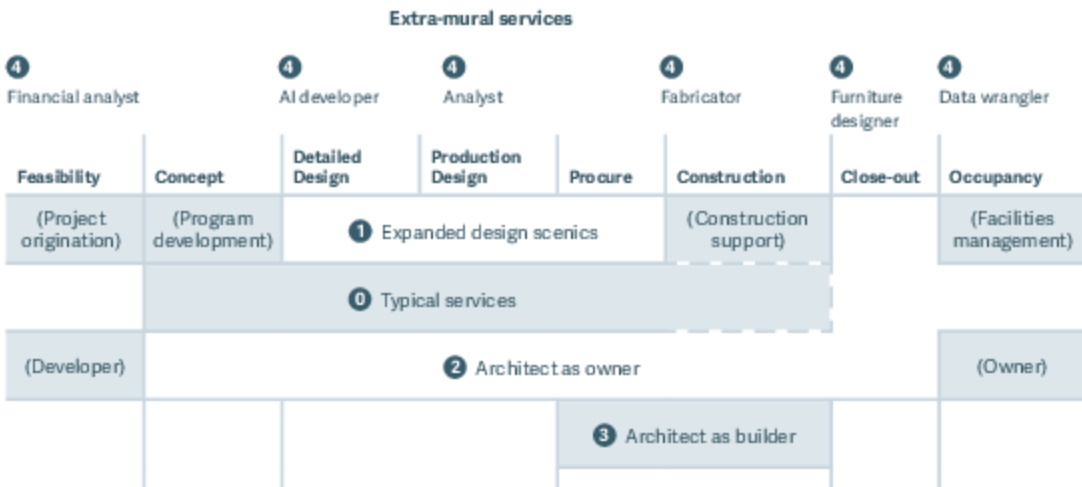 Extra-mural services
4 4 4 4 4 4
Financial analyst AI developer Analyst Fabricator Furniture Data wrangler
designer
Detailed Production
Feasibility Concept Design Design Procure Construction Close-out Occupancy
(Project (Program (Construction (Facilities
origination) development) 1 Expanded design scenics support) management)
0 Typical services
(Developer) 2 Architect as owner (Owner)
3 Architect as builder